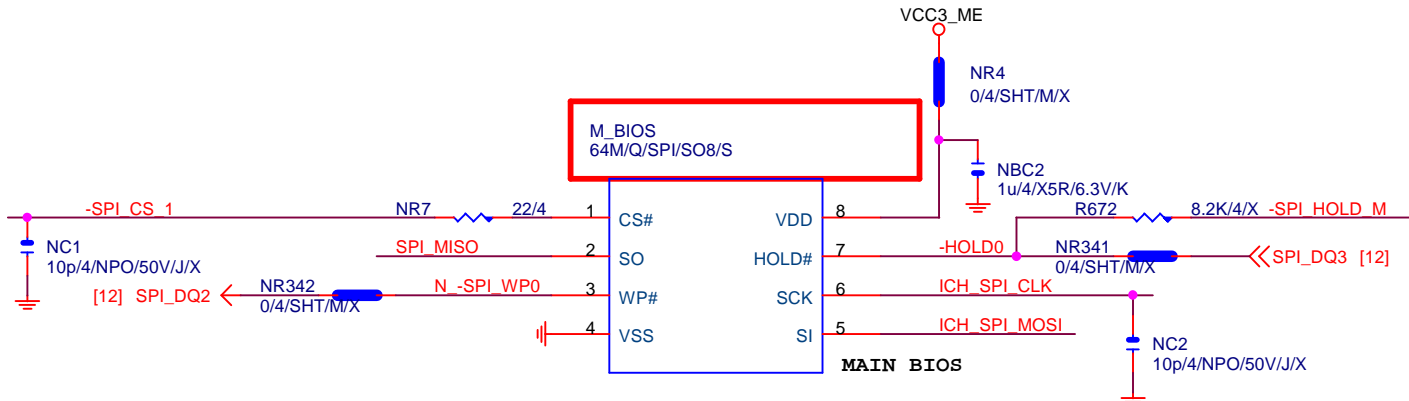 VCC3_ME
NR4
0/4/SHT/M/X
M_BIOS
64M/Q/SPI/SO8/S
NBC2
1u/4/X5R/6.3V/K
-SPI_CS_1
NR7
22/4
1
CS#
VDD
8
R672
8.2K/4/X
-SPI_HOLD_M
NC1
10p/4/NPO/50V/J/X
SPI_MISO
2
SO
HOLD#
7
-HOLD0
NR341
0/4/SHT/M/X
SPI_DQ3 [12]
[12] SPI_DQ2
NR342
0/4/SHT/M/X
N_-SPI_WP0
3
WP#
SCK
6
ICH_SPI_CLK
4
VSS
SI
5
ICH_SPI_MOSI
NC2
10p/4/NPO/50V/J/X
MAIN BIOS